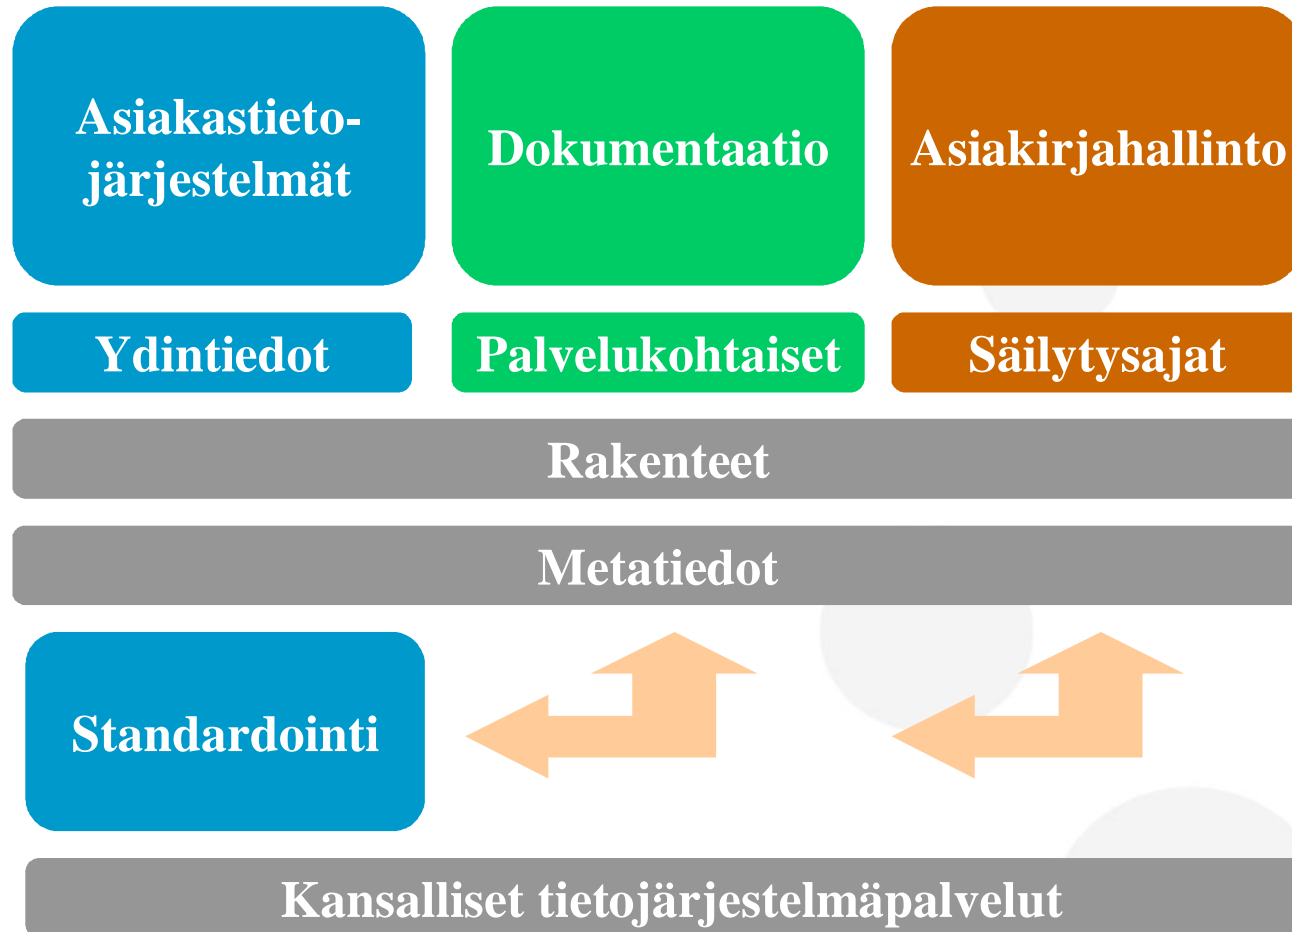 Asiakastieto-
järjestelmät
Dokumentaatio
Asiakirjahallinto
Ydintiedot
Palvelukohtaiset
Säilytysajat
Rakenteet
Metatiedot
Standardointi
Kansalliset tietojärjestelmäpalvelut